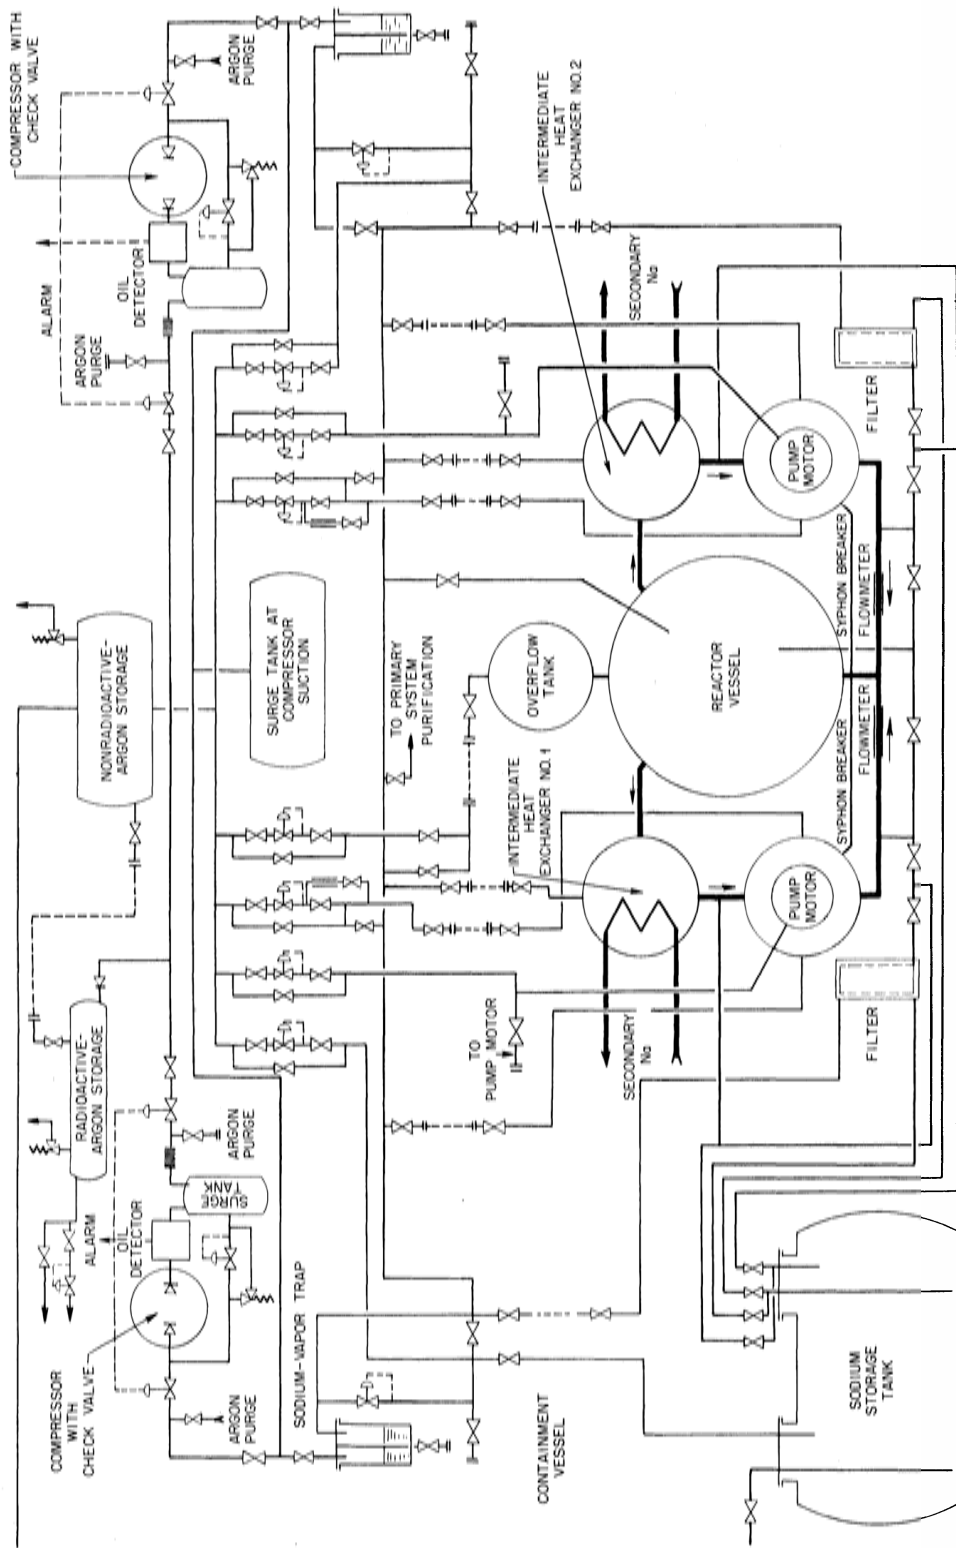 COMPRESSOR WITH
CHECK VALVE
ARGON
PURGE
ALARM
OIL
DETECTOR
ARGON
PURGE
INTERMEDIATE
HEAT
EXCHANGER NO.2
SECONDARY
Na
FILTER
PUMP
MOTOR
SYPHON BREAKER
FLOWMETER
NONRADIOACTIVE-
ARGON STORAGE
SURGE TANK AT
COMPRESSOR
SUCTION
TO PRIMARY
SYSTEM
PURIFICATION
OVERFLOW
TANK
REACTOR
VESSEL
SYPHON BREAKER
FLOWMETER
INTERMEDIATE
HEAT
EXCHANGER NO.1
PUMP
MOTOR
RADIOACTIVE-
ARGON STORAGE
TO
PUMP MOTOR
SECONDARY
Na
FILTER
ARGON
PURGE
SURGE
TANK
ALARM
OIL
DETECTOR
COMPRESSOR
WITH
CHECK VALVE
ARGON
PURGE
SODIUM-VAPOR TRAP
CONTAINMENT
VESSEL
SODIUM
STORAGE
TANK